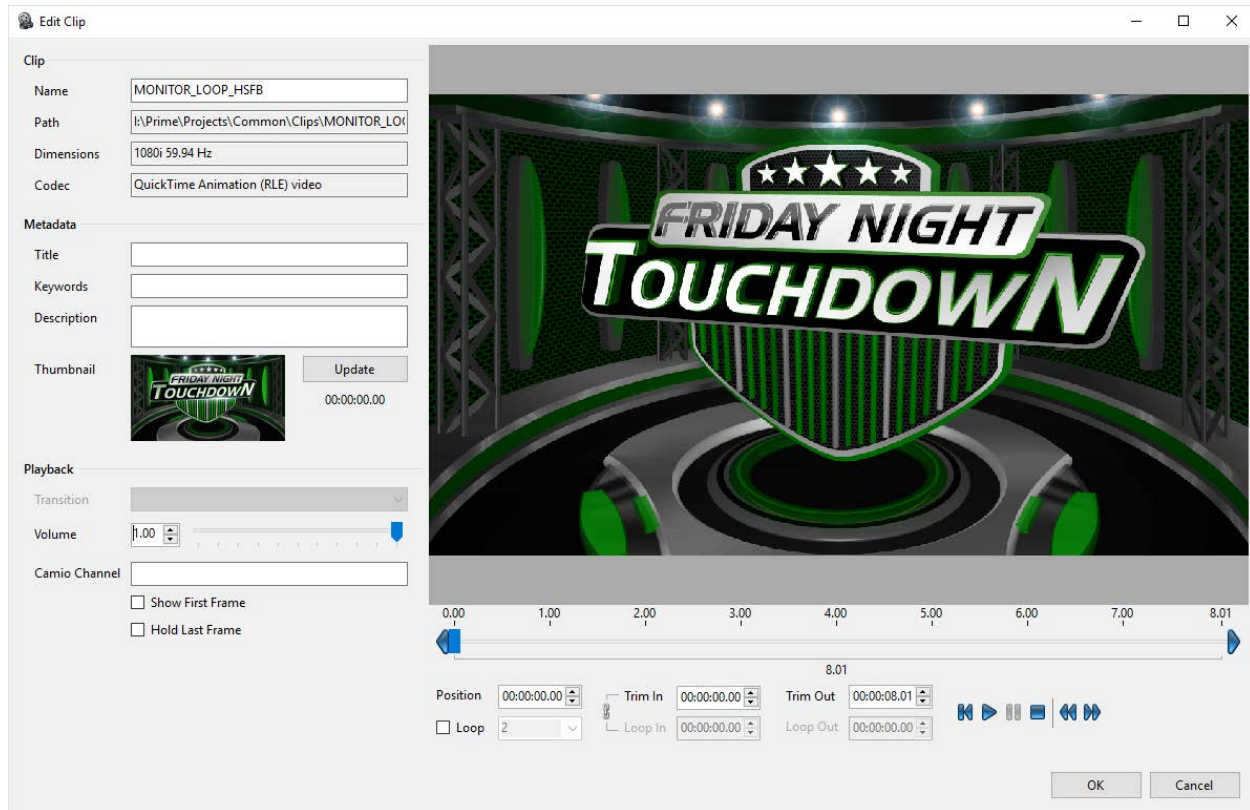 Edit Clip
Clip
Name MONITOR_LOOP_HSFB
Path I:\Prime\Projects\Common\Clips\MONITOR_LOO
Dimensions 1080i 59.94 Hz
Codec QuickTime Animation (RLE) video
Metadata
Title
Keywords
Description
Thumbnail
FRIDAY NIGHT
TOUCHDOWN
Update
00:00:00.00
Playback
Transition
Volume 1.00
Camio Channel
Show First Frame
Hold Last Frame
FRIDAY NIGHT
TOUCHDOWN
0.00 1.00 2.00 3.00 4.00 5.00 6.00 7.00 8.01
8.01
Position 00:00:00.00 Trim In 00:00:00.00 Trim Out 00:00:08.01
Loop 2 Loop In 00:00:00.00 Loop Out 00:00:00.00
OK Cancel